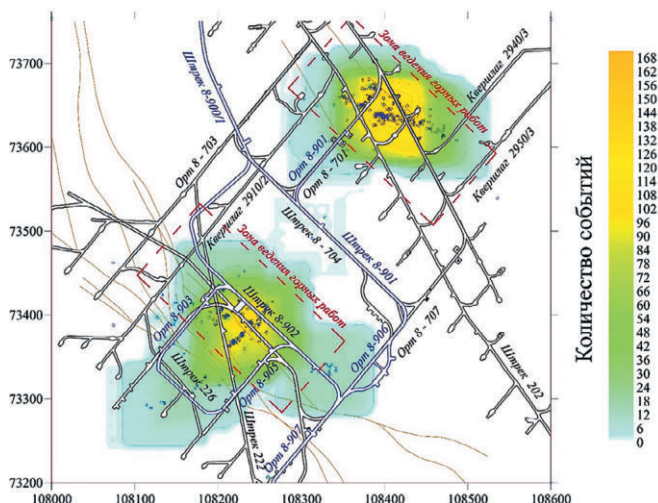 73700
73600
73500
73400
73300
73200
108000
108100
108200
108300
108400
108500
108600
Штрек 8-900/1
Зона ведения горных работ
Квершлаг 2940/3
Квершлаг 2950/3
Орт 8 - 703
Орт 8-901
Орт 8 - 701
Квершлаг 2910/2
Штрек 8 - 704
Штрек 8-901
Зона ведения горных работ
Орт 8-903
Штрек 8-902
Орт 8-906
Орт 8 - 707
Штрек 226
Орт 8-905
Штрек 202
Штрек 222
Орт 8-907
Количество событий
168
162
156
150
144
138
132
126
120
114
108
102
96
90
84
78
72
66
60
54
48
42
36
30
24
18
12
6
0